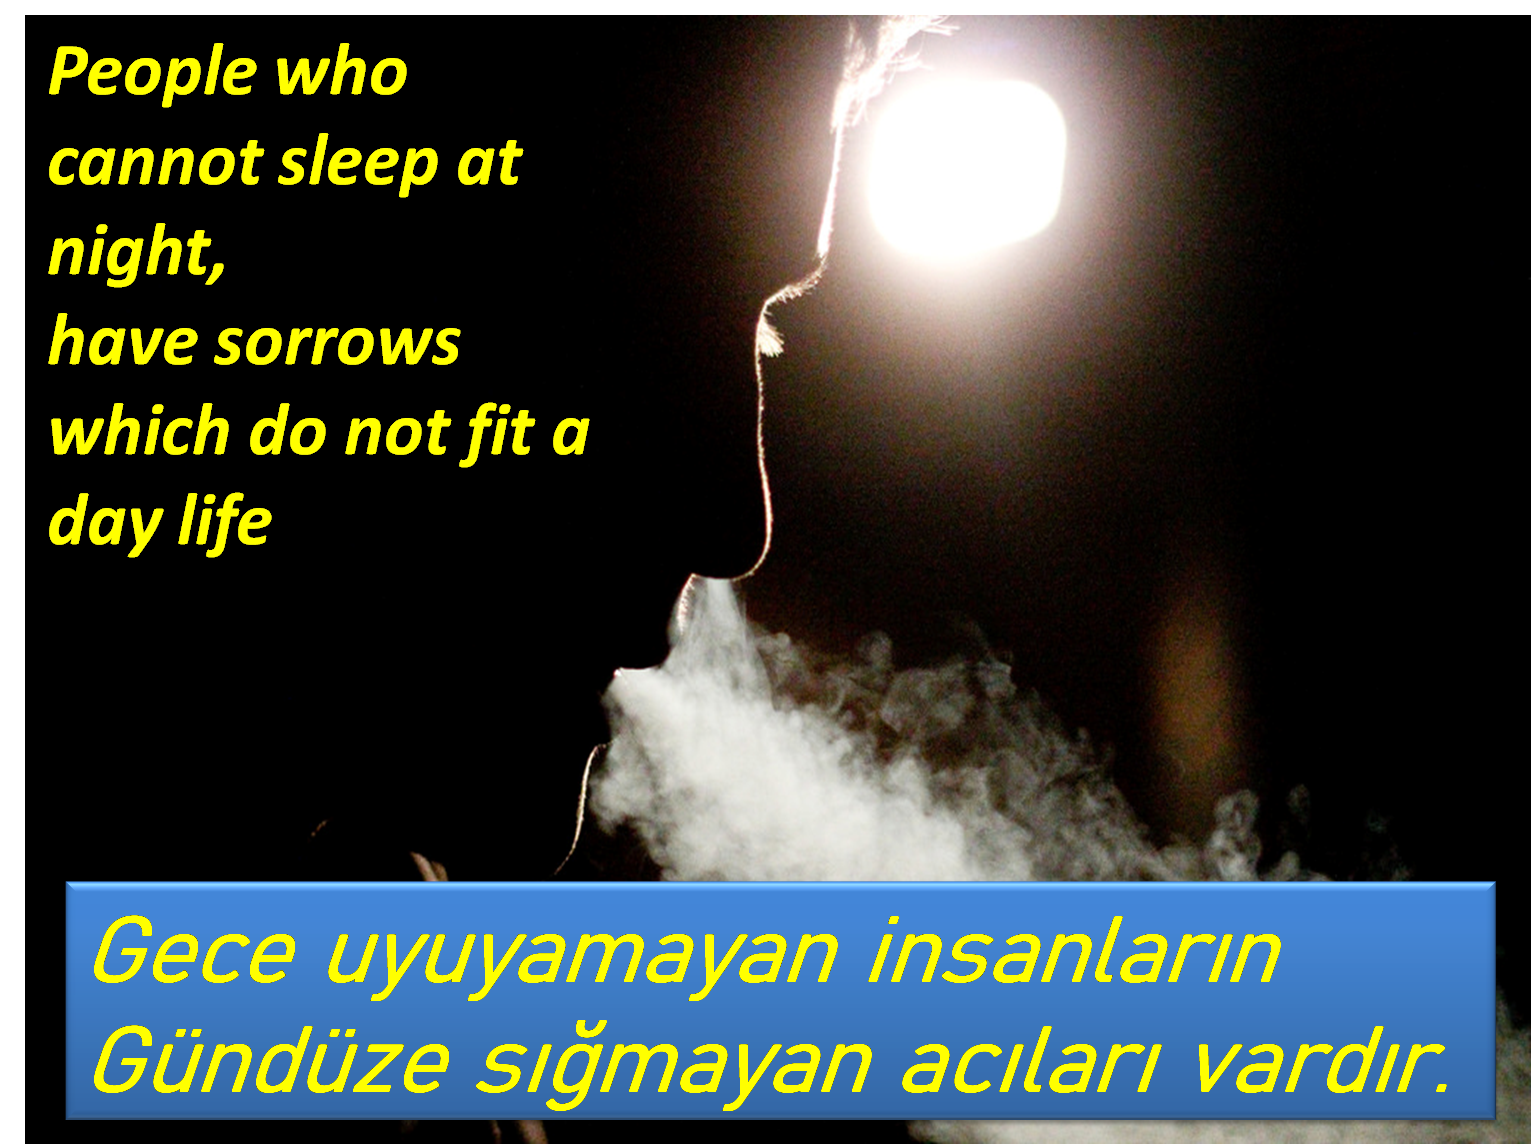 People who
cannot sleep at
night,
have sorrows
which do not fit a
day life
Gece uyuyamayan insanların
Gündüze sığmayan acıları vardır.